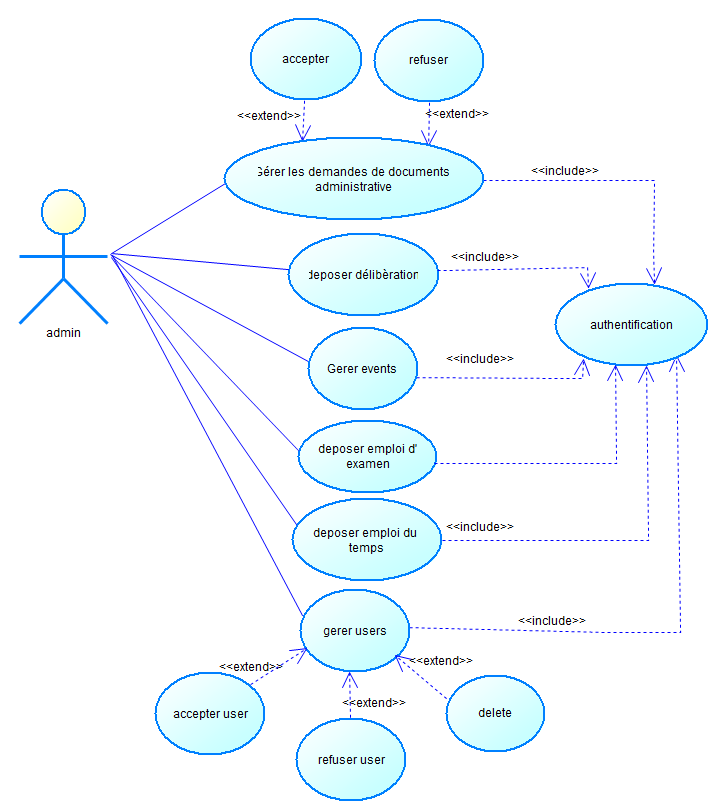 accepter
refuser
<<extend>>
<<extend>>
Gérer les demandes de documents
administrative
<<include>>
deposer délibèration
<<include>>
authentification
admin
Gerer events
<<include>>
deposer emploi d'
examen
deposer emploi du
temps
<<include>>
gerer users
<<include>>
<<extend>>
<<extend>>
accepter user
<<extend>>
delete
refuser user